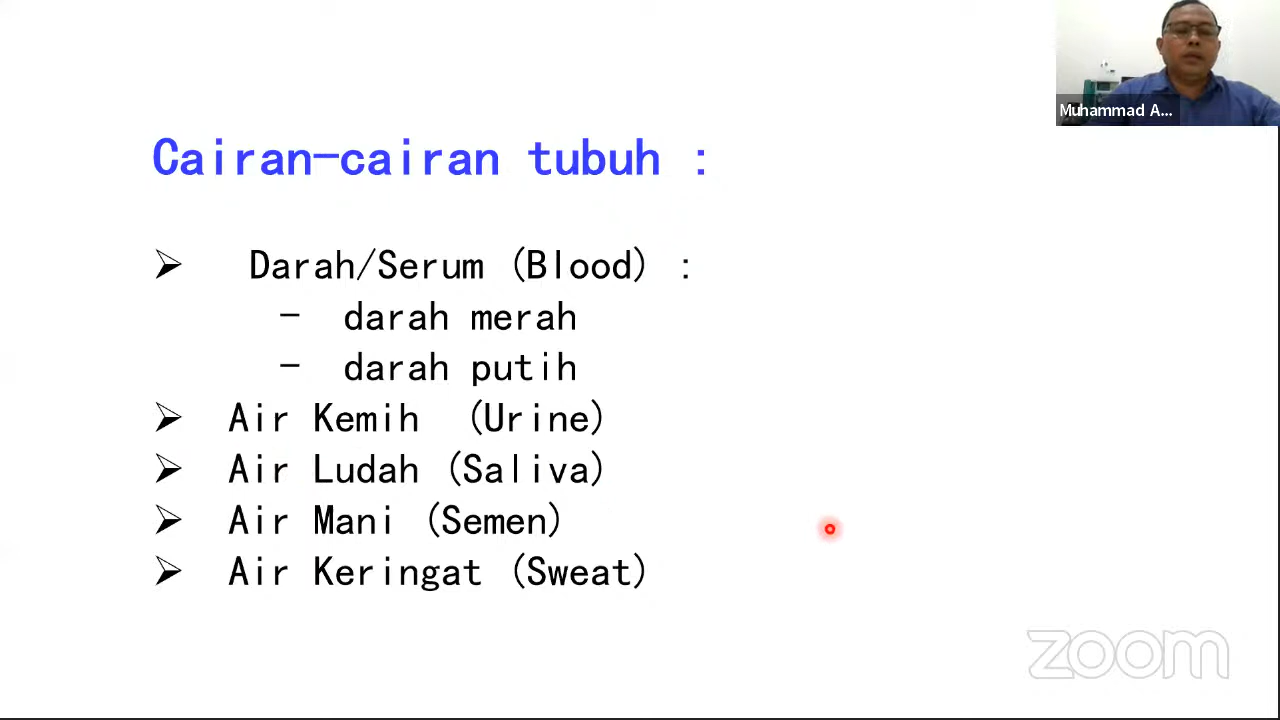 Muhammad A...
Cairan-cairan tubuh :
➢ Darah/Serum (Blood) :
- darah merah
- darah putih
➢ Air Kemih (Urine)
➢ Air Ludah (Saliva)
➢ Air Mani (Semen)
➢ Air Keringat (Sweat)
zoom